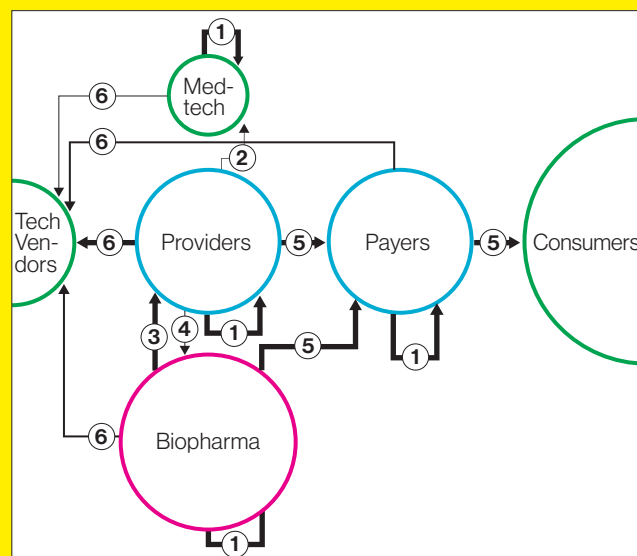 1
Med-
tech
6
6
2
Tech
Ven-
dors
6
Providers
5
Payers
5
Consumers
3
4
1
5
1
6
Biopharma
1